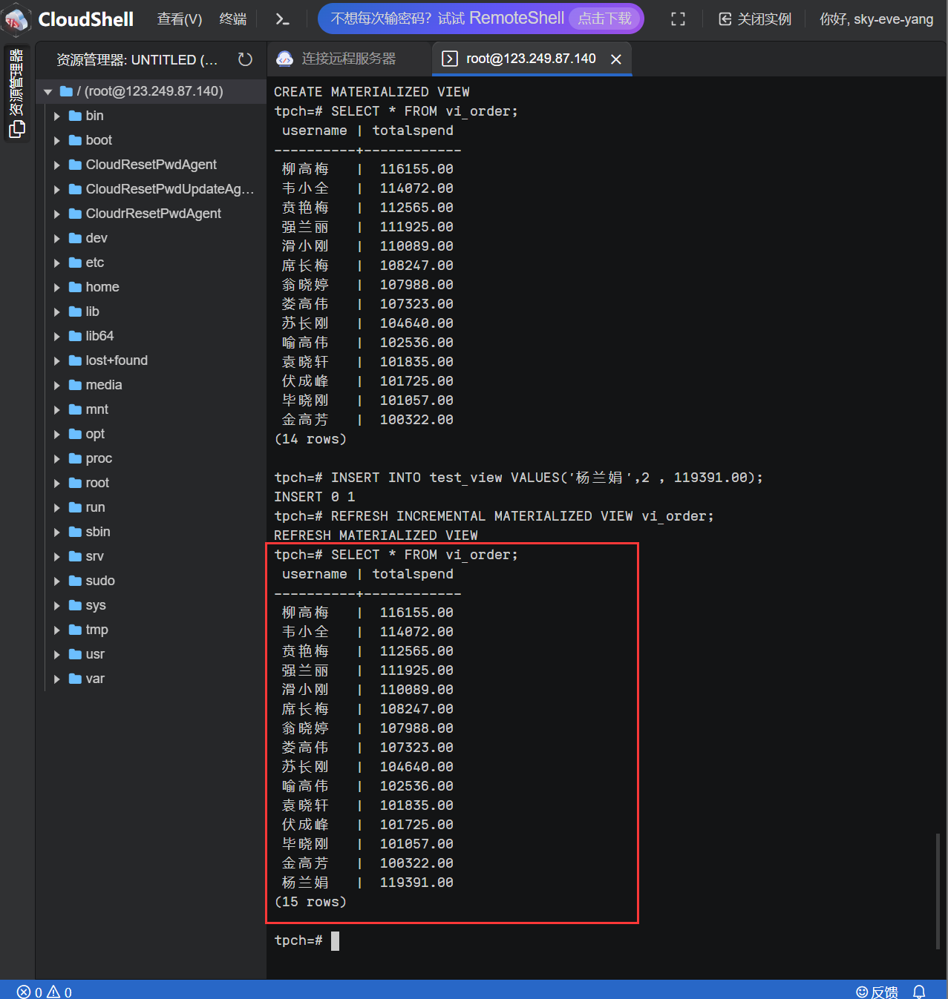 CloudShell 查看(V) 终端 不想每次输密码？试试 RemoteShell 点击下载 关闭实例 你好, sky-eve-yang
资源管理器
资源管理器: UNTITLED (...
/ (root@123.249.87.140)
bin
boot
CloudResetPwdAgent
CloudResetPwdUpdateAg...
CloudrResetPwdAgent
dev
etc
home
lib
lib64
lost+found
media
mnt
opt
proc
root
run
sbin
srv
sudo
sys
tmp
usr
var
连接远程服务器 root@123.249.87.140
CREATE MATERIALIZED VIEW
tpch=# SELECT * FROM vi_order;
username | totalspend
----------+------------
柳高梅 | 116155.00
韦小全 | 114072.00
贲艳梅 | 112565.00
强兰丽 | 111925.00
滑小刚 | 110089.00
席长梅 | 108247.00
翁晓婷 | 107988.00
娄高伟 | 107323.00
苏长刚 | 104640.00
喻高伟 | 102536.00
袁晓轩 | 101835.00
伏成峰 | 101725.00
毕晓刚 | 101057.00
金高芳 | 100322.00
(14 rows)
tpch=# INSERT INTO test_view VALUES('杨兰娟',2 , 119391.00);
INSERT 0 1
tpch=# REFRESH INCREMENTAL MATERIALIZED VIEW vi_order;
REFRESH MATERIALIZED VIEW
tpch=# SELECT * FROM vi_order;
username | totalspend
----------+------------
柳高梅 | 116155.00
韦小全 | 114072.00
贲艳梅 | 112565.00
强兰丽 | 111925.00
滑小刚 | 110089.00
席长梅 | 108247.00
翁晓婷 | 107988.00
娄高伟 | 107323.00
苏长刚 | 104640.00
喻高伟 | 102536.00
袁晓轩 | 101835.00
伏成峰 | 101725.00
毕晓刚 | 101057.00
金高芳 | 100322.00
杨兰娟 | 119391.00
(15 rows)
tpch=#
0 0 反馈